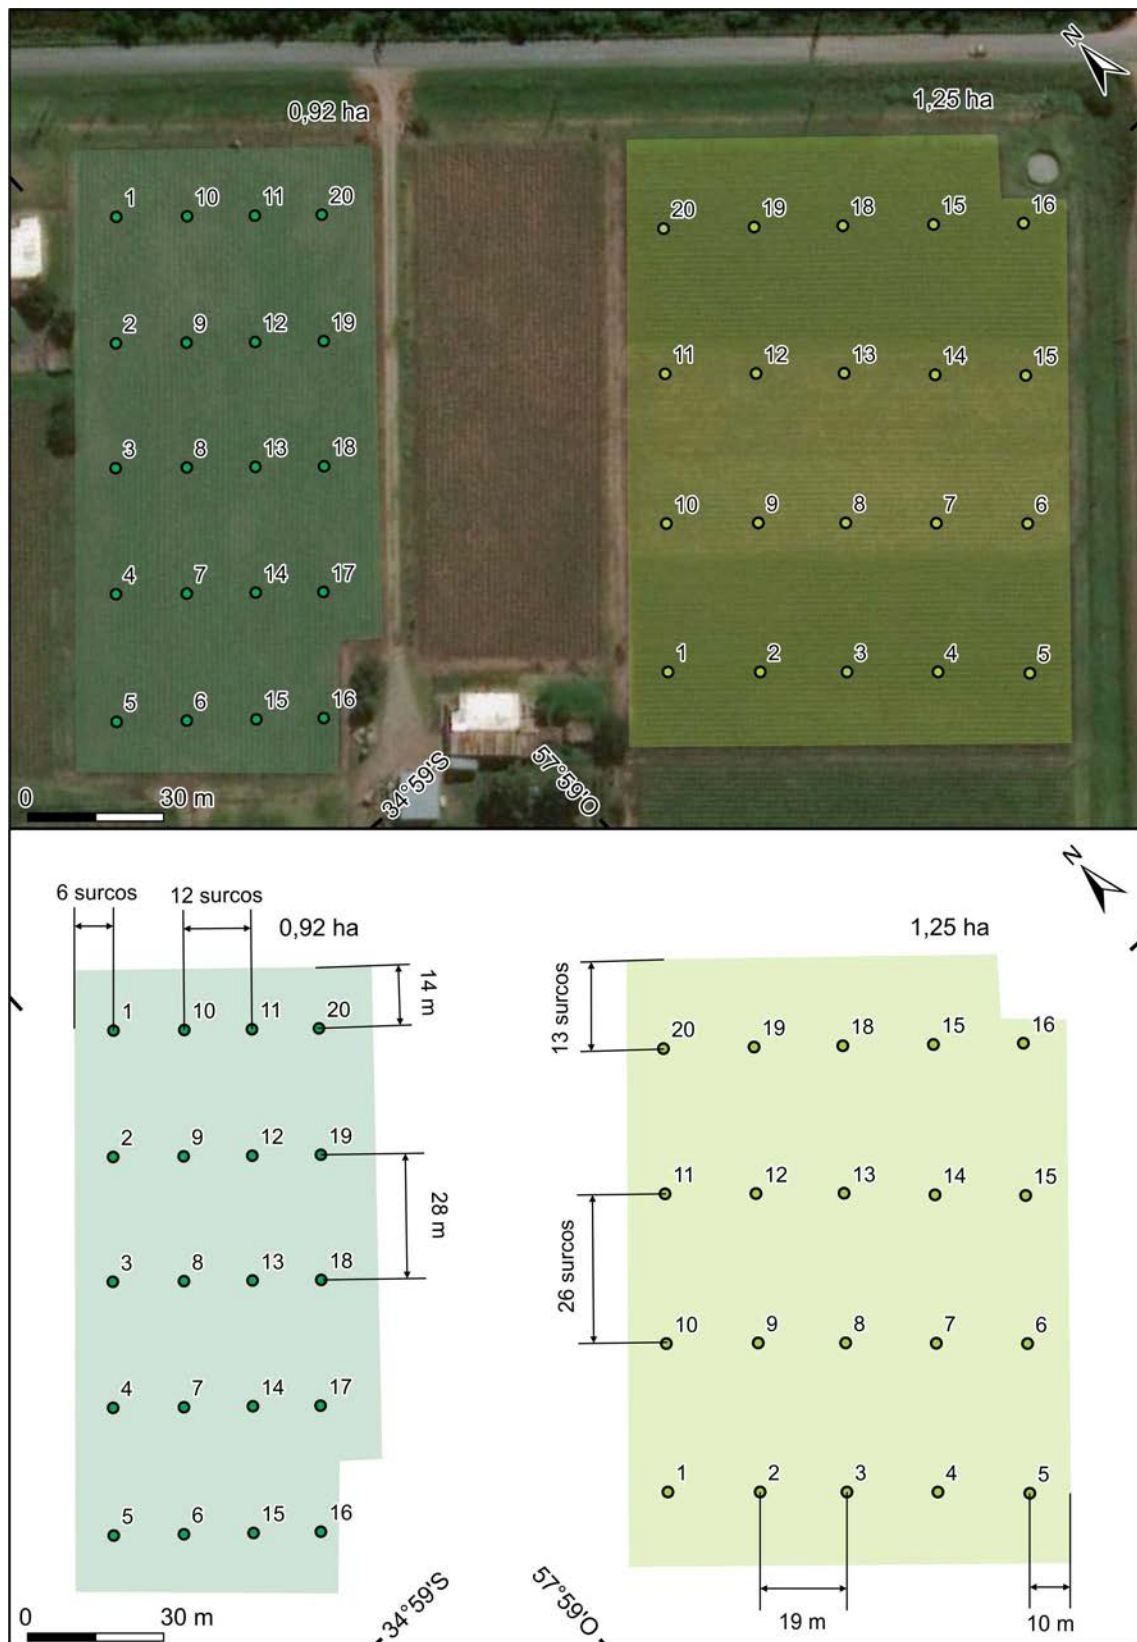 N
0,92 ha
1,25 ha
1 10 11 20
20 19 18 15 16
2 9 12 19
11 12 13 14 15
3 8 13 18
10 9 8 7 6
4 7 14 17
1 2 3 4 5
5 6 15 16
0 30 m
34°59'S
57°59'O
N
6 surcos
12 surcos
0,92 ha
1,25 ha
14 m
13 surcos
1 10 11 20
20 19 18 15 16
2 9 12 19
28 m
11 12 13 14 15
26 surcos
3 8 13 18
10 9 8 7 6
4 7 14 17
1 2 3 4 5
5 6 15 16
0 30 m
34°59'S
57°59'O
19 m
10 m